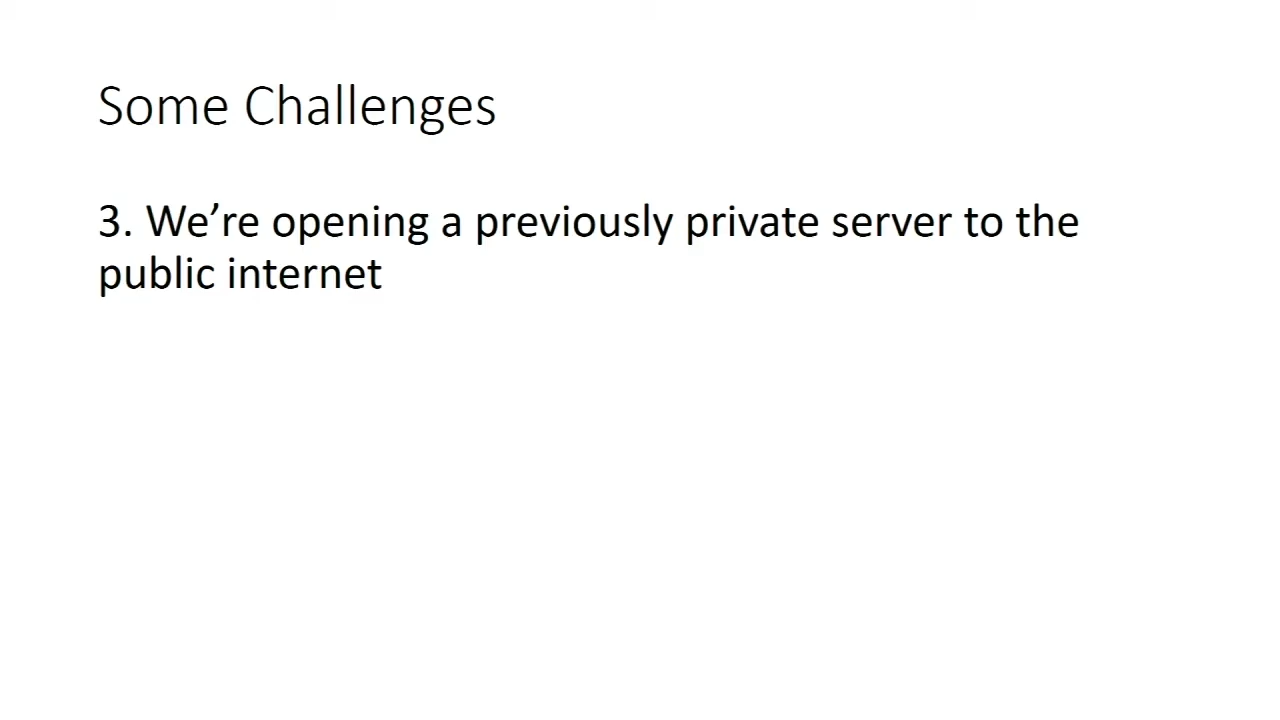 Some Challenges
3. We’re opening a previously private server to the
public internet